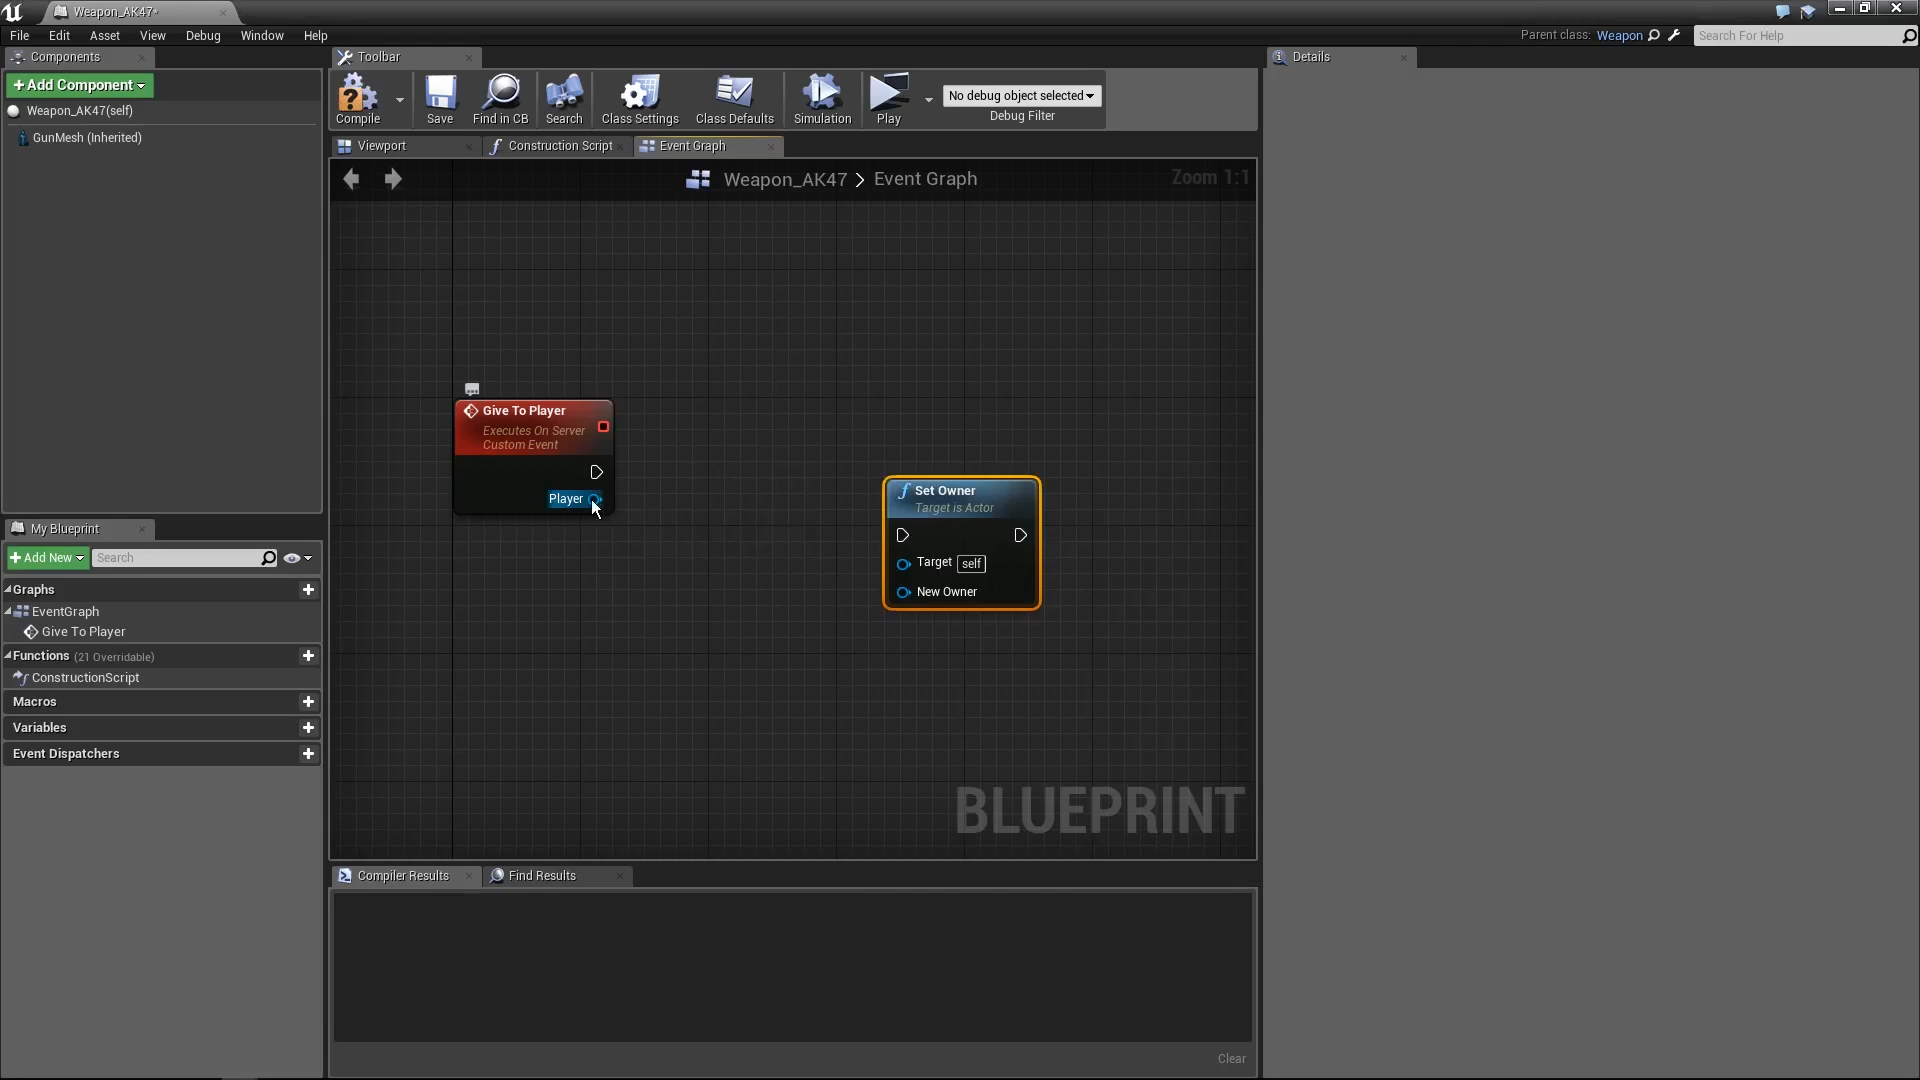 Weapon_AK47*
File Edit Asset View Debug Window Help
Parent class: Weapon
Search For Help
Components
Toolbar
Details
+Add Component
Weapon_AK47(self)
GunMesh (Inherited)
Compile Save Find in CB Search Class Settings Class Defaults Simulation Play
No debug object selected
Debug Filter
Viewport
Construction Script
Event Graph
Weapon_AK47 > Event Graph
Zoom 1:1
Give To Player
Executes On Server
Custom Event
Player
Set Owner
Target is Actor
Target self
New Owner
BLUEPRINT
My Blueprint
+Add New
Search
Graphs
EventGraph
Give To Player
Functions (21 Overridable)
ConstructionScript
Macros
Variables
Event Dispatchers
Compiler Results
Find Results
Clear